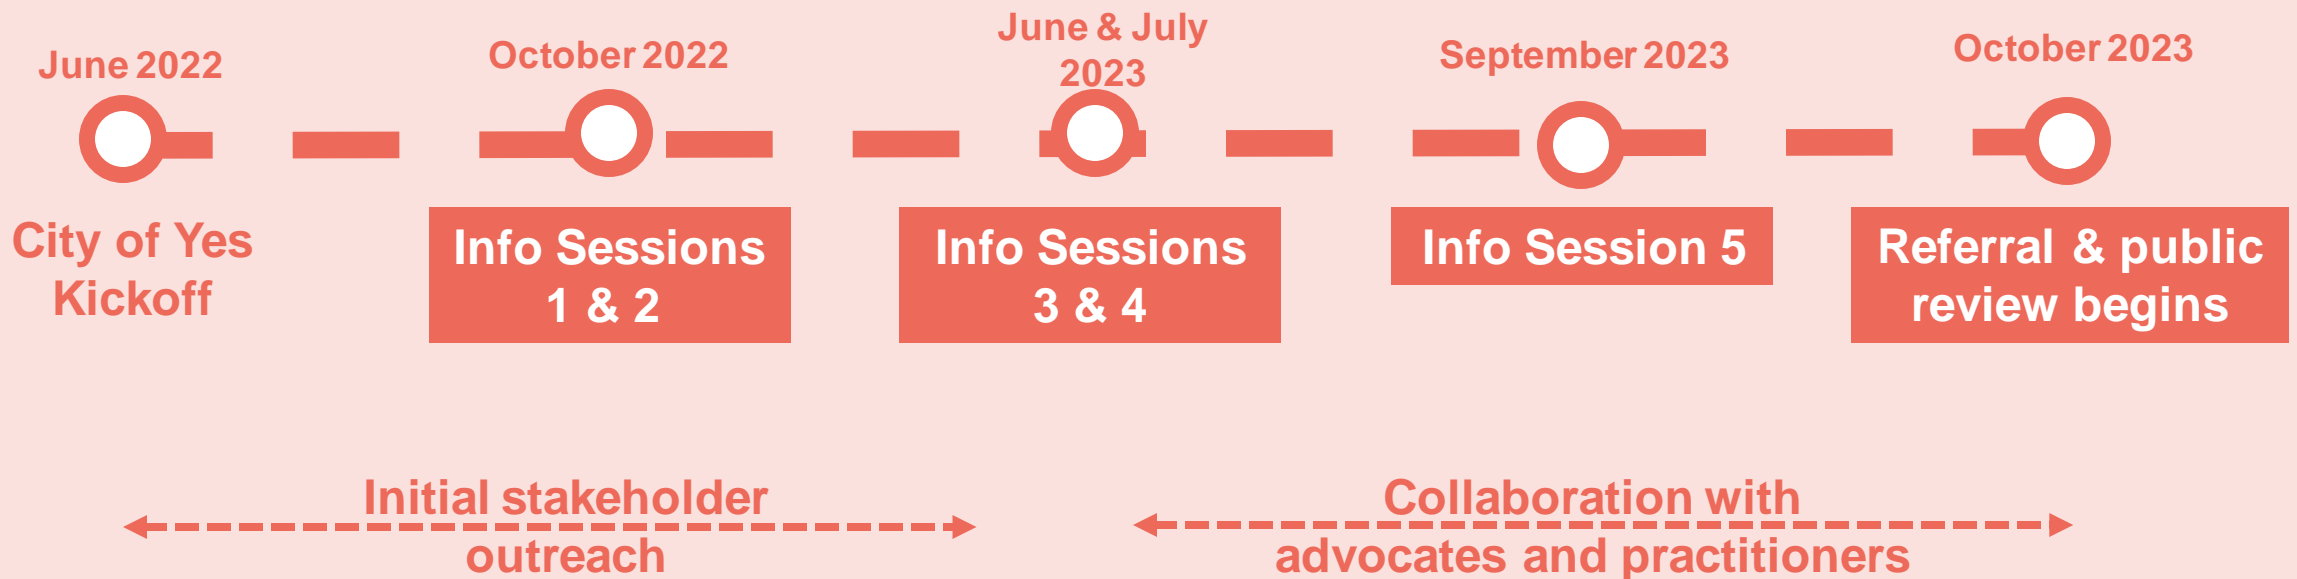 June 2022
City of Yes
Kickoff
October 2022
Info Sessions
1 & 2
June & July
2023
Info Sessions
3 & 4
September 2023
Info Session 5
October 2023
Referral & public
review begins
Initial stakeholder
outreach
Collaboration with
advocates and practitioners